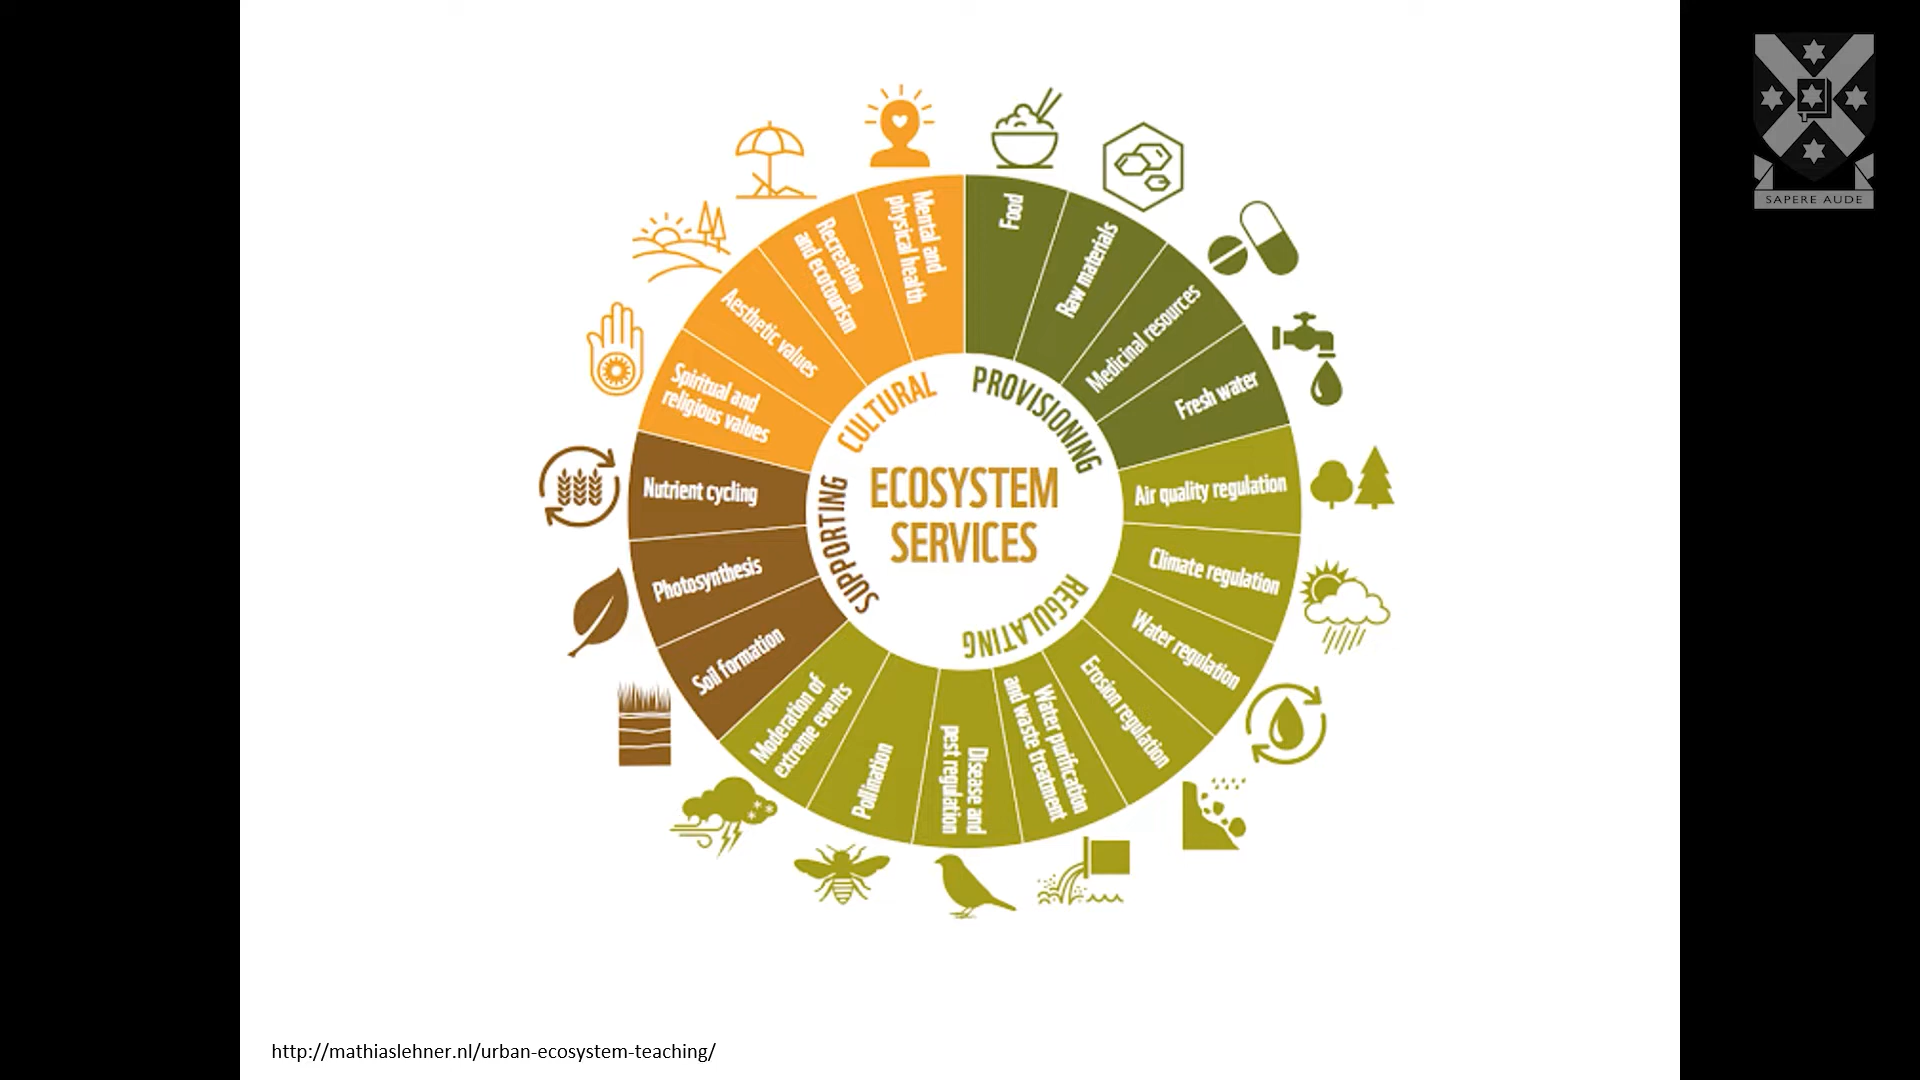 SAPERE AUDE
ECOSYSTEM
SERVICES
PROVISIONING
Food
Raw materials
Medicinal resources
Fresh water
REGULATING
Air quality regulation
Climate regulation
Water regulation
Erosion regulation
Water purification
and waste treatment
Disease and
pest regulation
Pollination
Moderation of
extreme events
SUPPORTING
Soil formation
Photosynthesis
Nutrient cycling
CULTURAL
Spiritual and
religious values
Aesthetic values
Recreation
and ecotourism
Mental and
physical health
http://mathiaslehner.nl/urban-ecosystem-teaching/